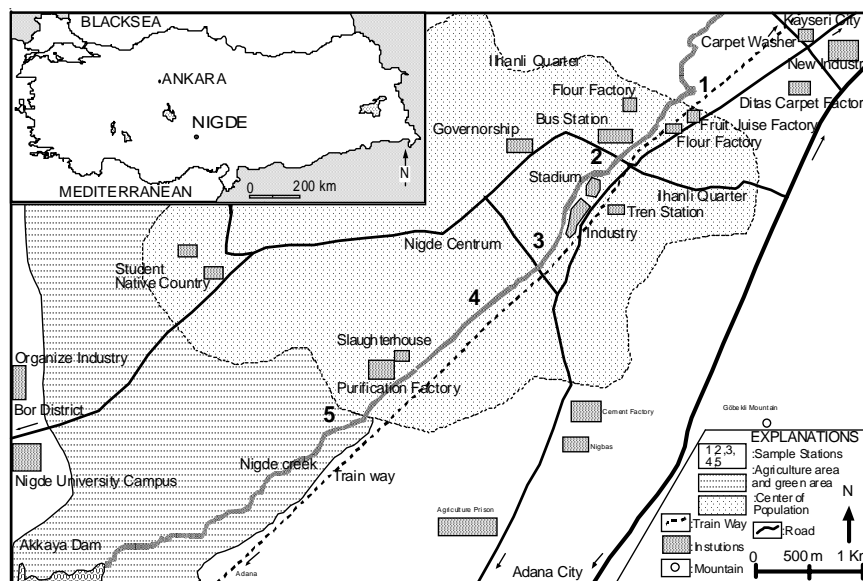 BLACKSEA
ANKARA
NIGDE
MEDITERRANEAN
0 200 km
N
Kayseri City
Carpet Washer
New Industry
Ilhanli Quarter
1
Flour Factory
Ditas Carpet Factor
Bus Station
Fruit Juise Factory
Governorship
Flour Factory
2
Stadium
Ilhanli Quarter
Tren Station
3
Industry
Nigde Centrum
Student
Native Country
4
Slaughterhouse
Organize Industry
Purification Factory
Bor District
5
Cement Factory
Göbekli Mountain
Nigbas
Nigde creek
Train way
Nigde University Campus
Agriculture Prison
Akkaya Dam
Adana
Adana City
EXPLANATIONS
1 2,3,
4,5
:Sample Stations
:Agriculture area
and green area
:Center of
Population
:Train Way
:Road
:Instutions
:Mountain
N
0 500 m 1 Km